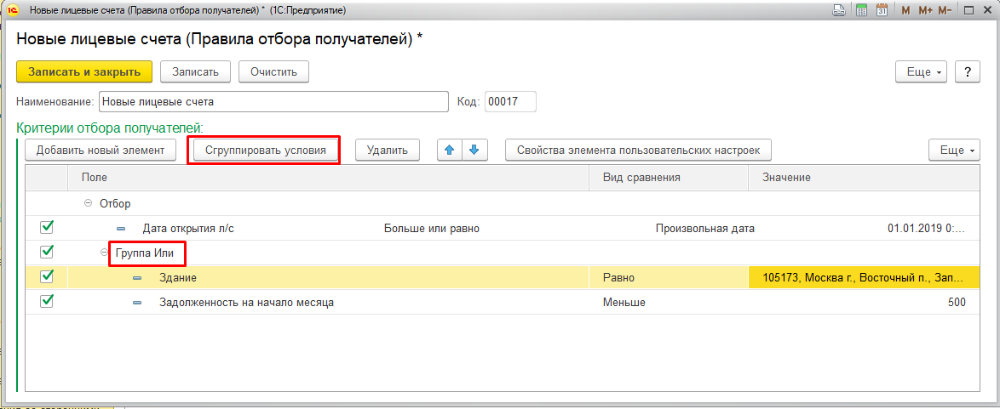 Новые лицевые счета (Правила отбора получателей) * (1С:Предприятие)
31 M M+ M-
Новые лицевые счета (Правила отбора получателей) *
Записать и закрыть Записать Очистить Еще ?
Наименование: Новые лицевые счета Код: 00017
Критерии отбора получателей:
Добавить новый элемент Сгруппировать условия Удалить Свойства элемента пользовательских настроек Еще
Поле Вид сравнения Значение
Отбор
Дата открытия л/с Больше или равно Произвольная дата 01.01.2019 0:...
Группа Или
Здание Равно 105173, Москва г., Восточный п., Зап...
Задолженность на начало месяца Меньше 500